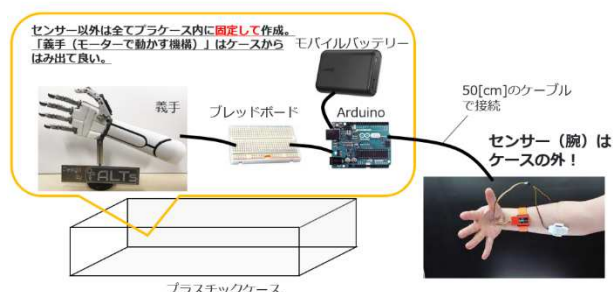 センサー以外は全てプラケース内に固定して作成。
「義手（モーターで動かす機構）」はケースから
はみ出て良い。
モバイルバッテリー
義手
ブレッドボード
Arduino
50[cm]のケーブル
で接続
センサー（腕）は
ケースの外！
ALTs
プラスチックケース